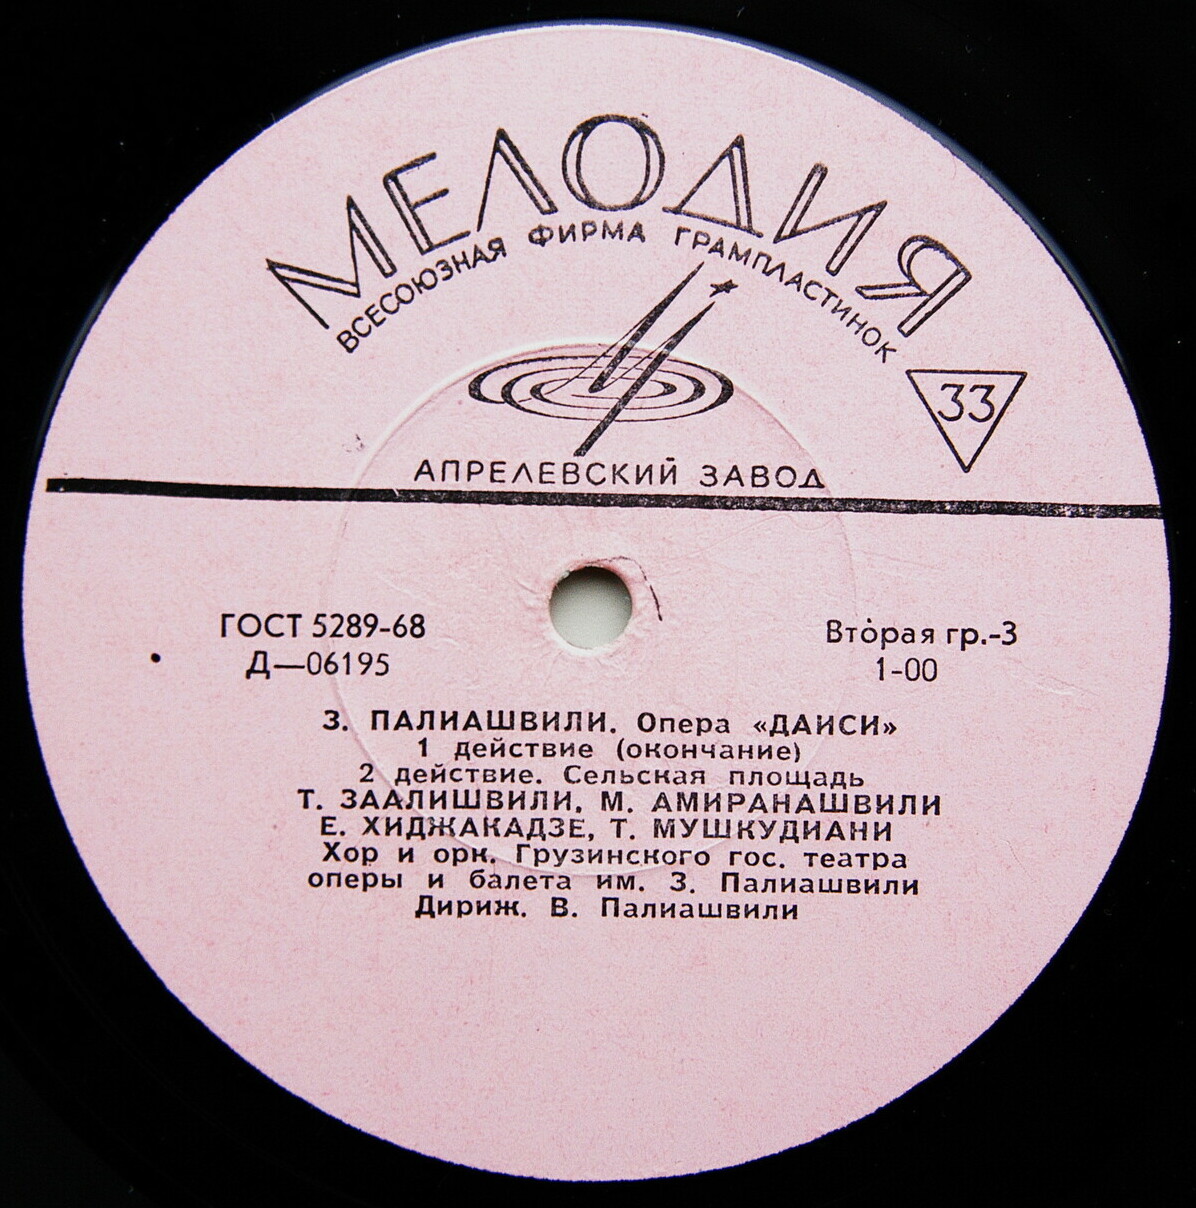 МЕЛОДИЯ
ВСЕСОЮЗНАЯ ФИРМА ГРАМПЛАСТИНОК
33
АПРЕЛЕВСКИЙ ЗАВОД
ГОСТ 5289-68
Д—06195
Вторая гр.-3
1-00
З. ПАЛИАШВИЛИ. Опера «ДАИСИ»
1 действие (окончание)
2 действие. Сельская площадь
Т. ЗААЛИШВИЛИ, М. АМИРАНАШВИЛИ
Е. ХИДЖАКАДЗЕ, Т. МУШКУДИАНИ
Хор и орк. Грузинского гос. театра
оперы и балета им. З. Палиашвили
Дириж. В. Палиашвили